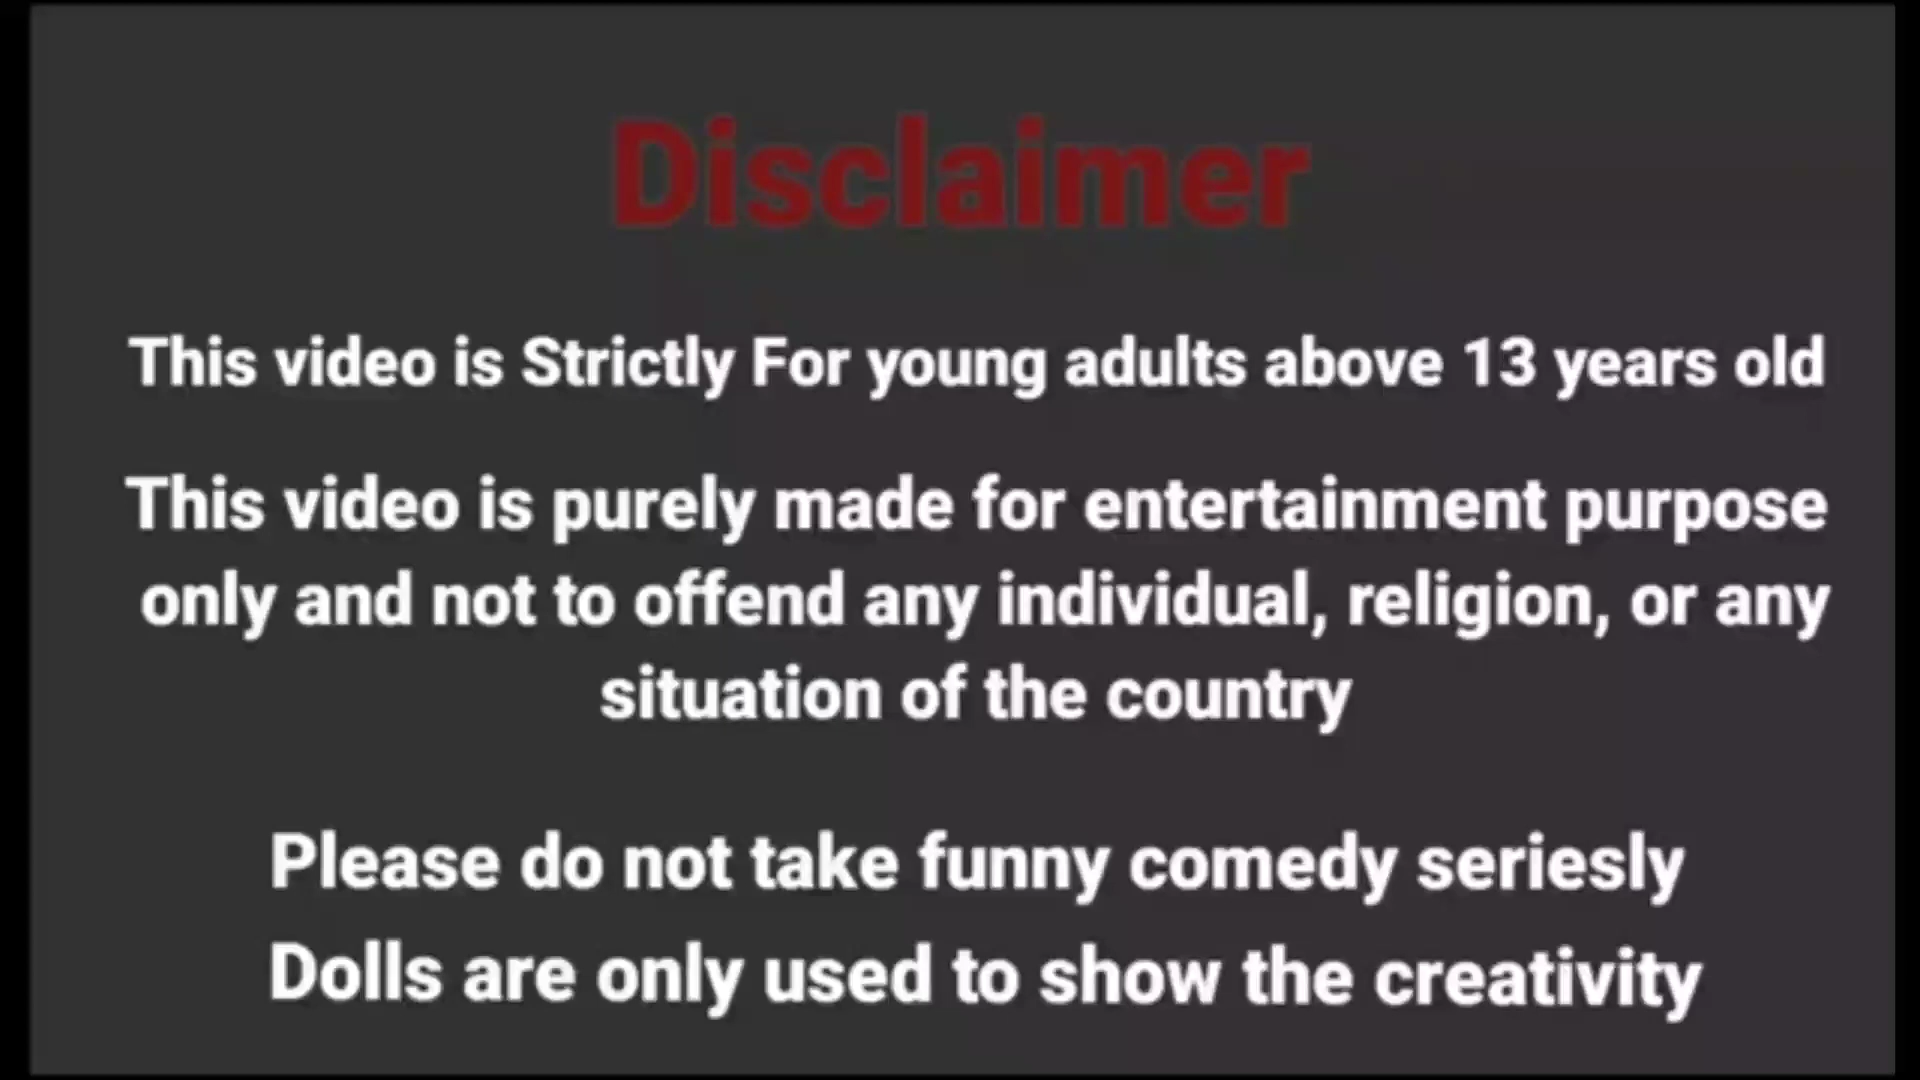 Disclaimer
This video is Strictly For young adults above 13 years old
This video is purely made for entertainment purpose
only and not to offend any individual, religion, or any
situation of the country
Please do not take funny comedy seriesly
Dolls are only used to show the creativity